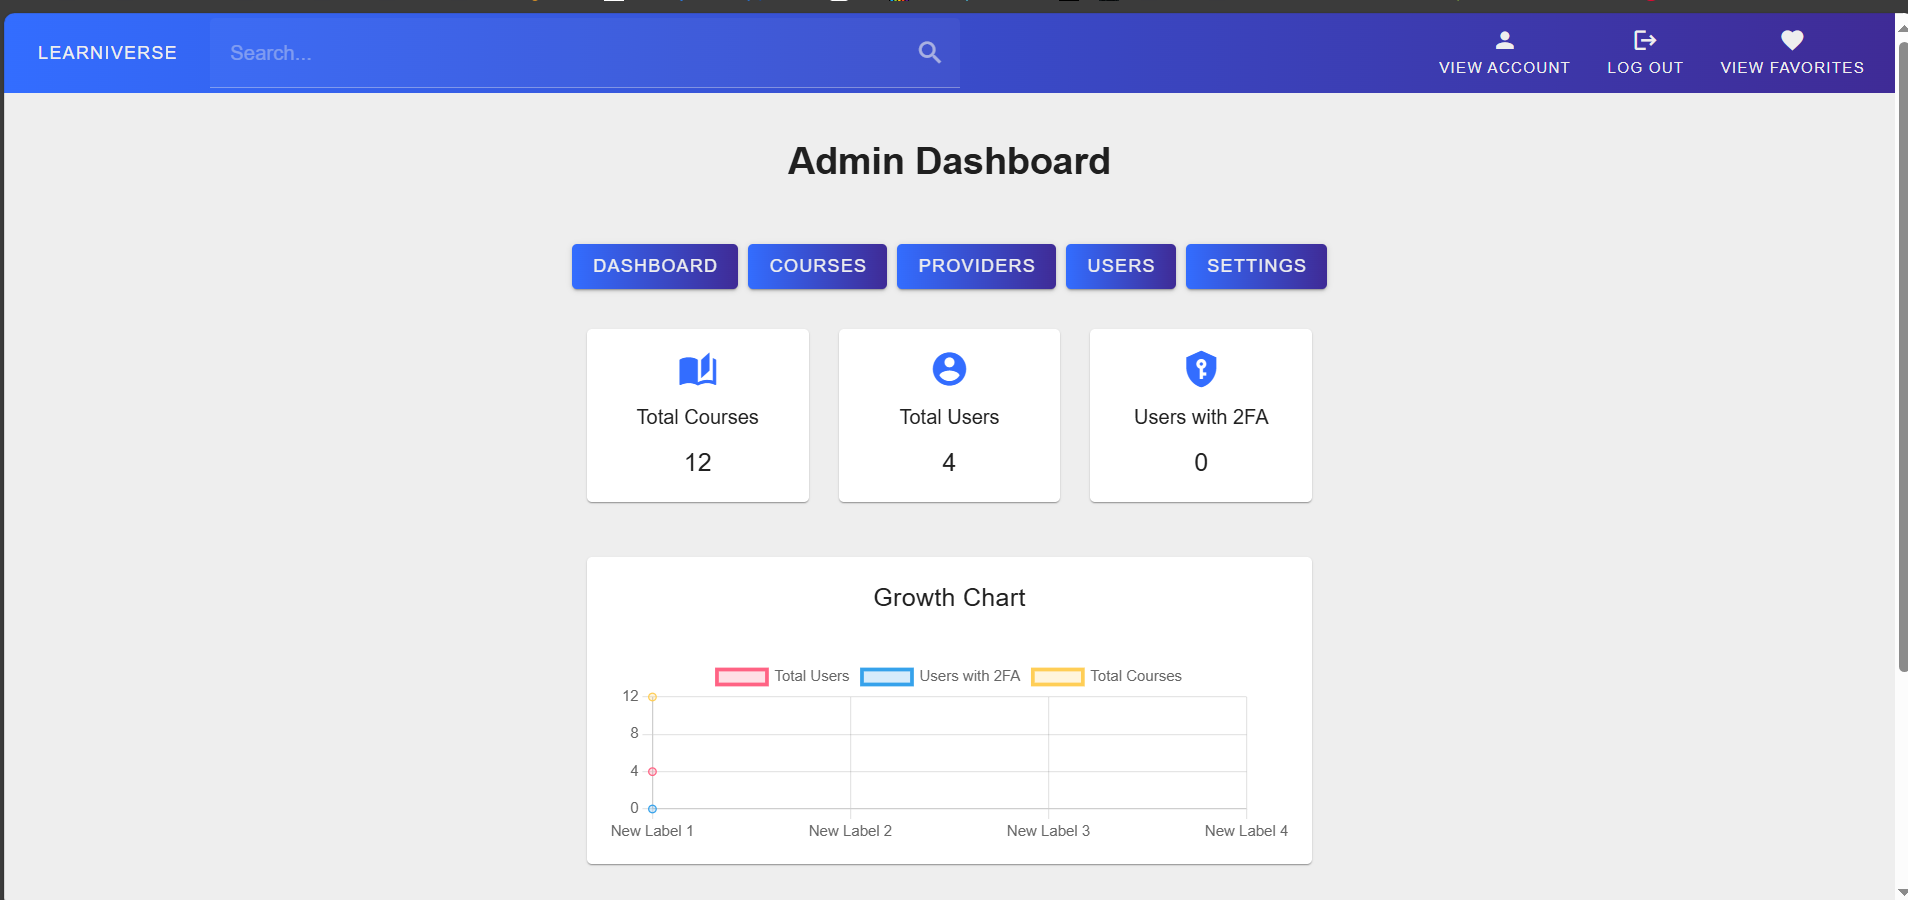 LEARNIVERSE
Search...
VIEW ACCOUNT
LOG OUT
VIEW FAVORITES
Admin Dashboard
DASHBOARD
COURSES
PROVIDERS
USERS
SETTINGS
Total Courses
12
Total Users
4
Users with 2FA
0
Growth Chart
Total Users
Users with 2FA
Total Courses
12
8
4
0
New Label 1
New Label 2
New Label 3
New Label 4